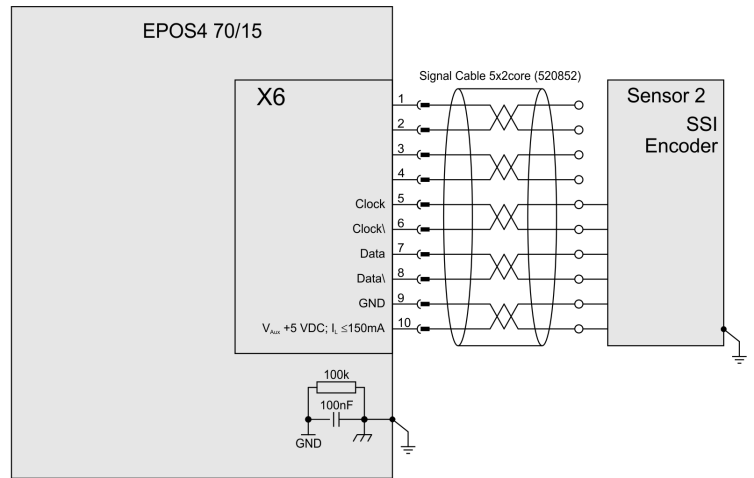 EPOS4 70/15
Signal Cable 5x2core (520852)
X6
Sensor 2
SSI
Encoder
1
2
3
4
Clock 5
Clock\ 6
Data 7
Data\ 8
GND 9
V_Aux +5 VDC; I_L ≤150mA 10
100k
100nF
GND